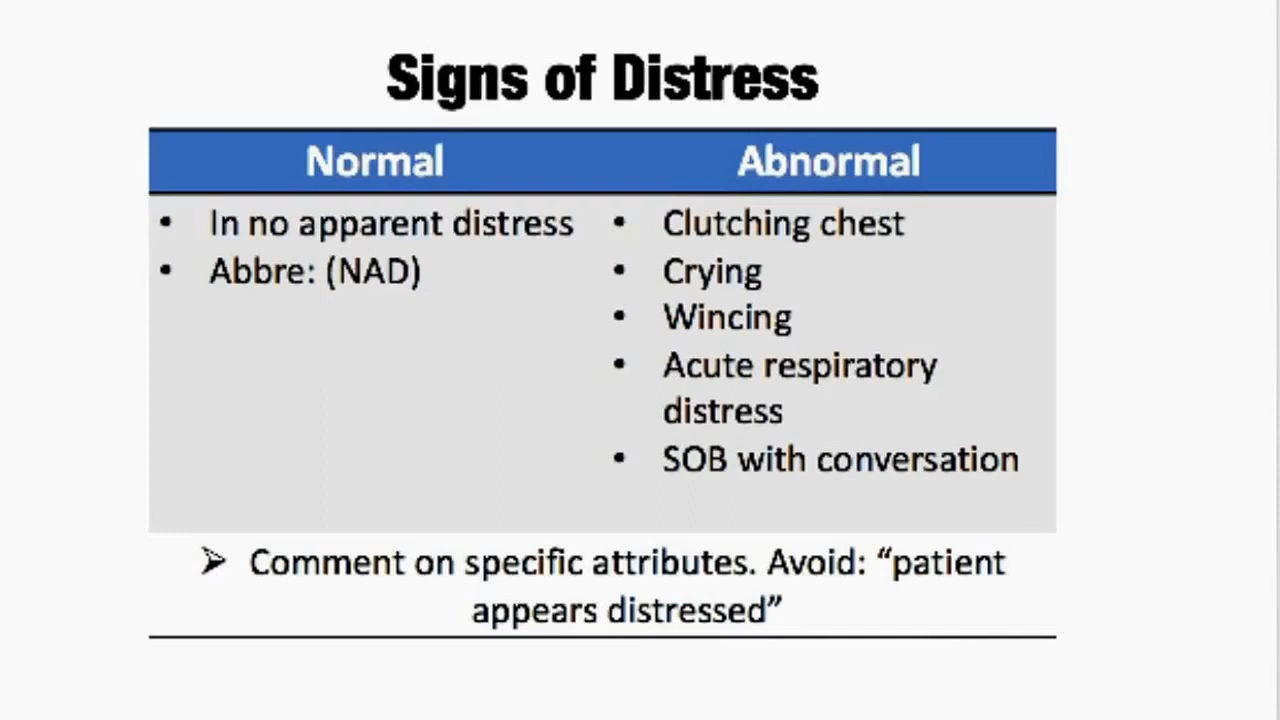 Signs of Distress
Normal
Abnormal
• In no apparent distress
• Abbre: (NAD)
• Clutching chest
• Crying
• Wincing
• Acute respiratory
distress
• SOB with conversation
➢ Comment on specific attributes. Avoid: “patient
appears distressed”